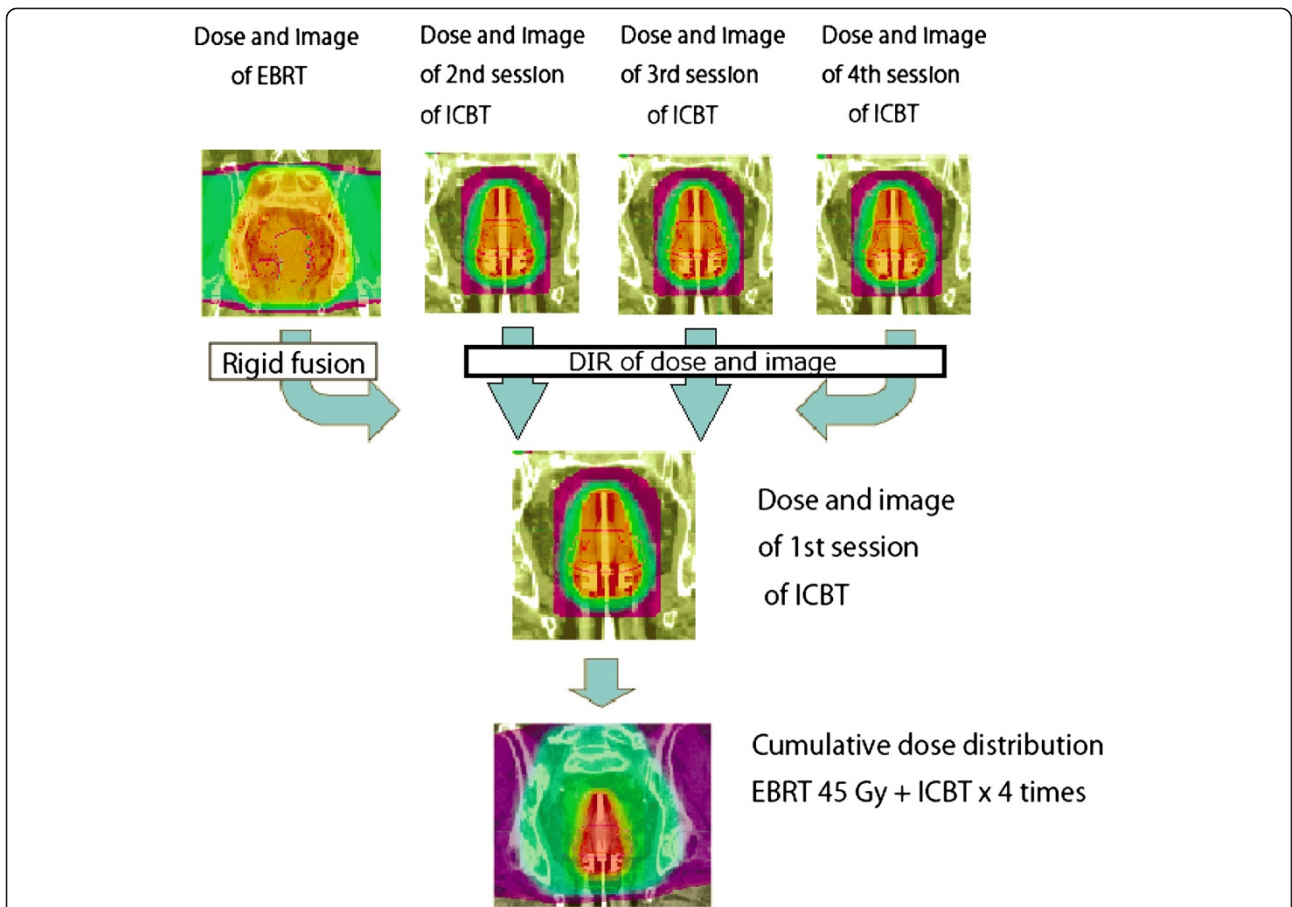 Dose and image
of EBRT
Dose and image
of 2nd session
of ICBT
Dose and image
of 3rd session
of ICBT
Dose and image
of 4th session
of ICBT
Rigid fusion
DIR of dose and image
Dose and image
of 1st session
of ICBT
Cumulative dose distribution
EBRT 45 Gy + ICBT x 4 times